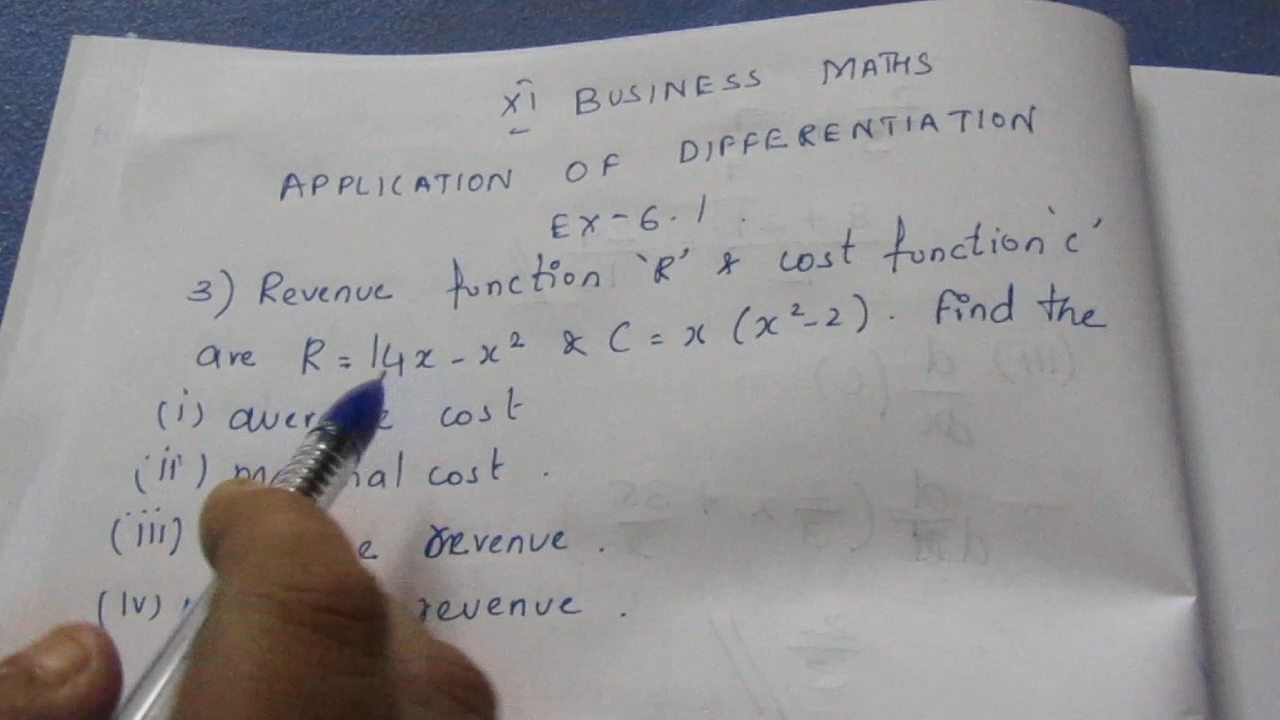 XI BUSINESS MATHS
APPLICATION OF DIFFERENTIATION
EX-6.1.
3) Revenue function 'R' & cost function 'c'
are R = 14x - x² & C = x (x²-2). Find the
(i) cost
(ii) cost.
(iii) revenue.
(iv) revenue.